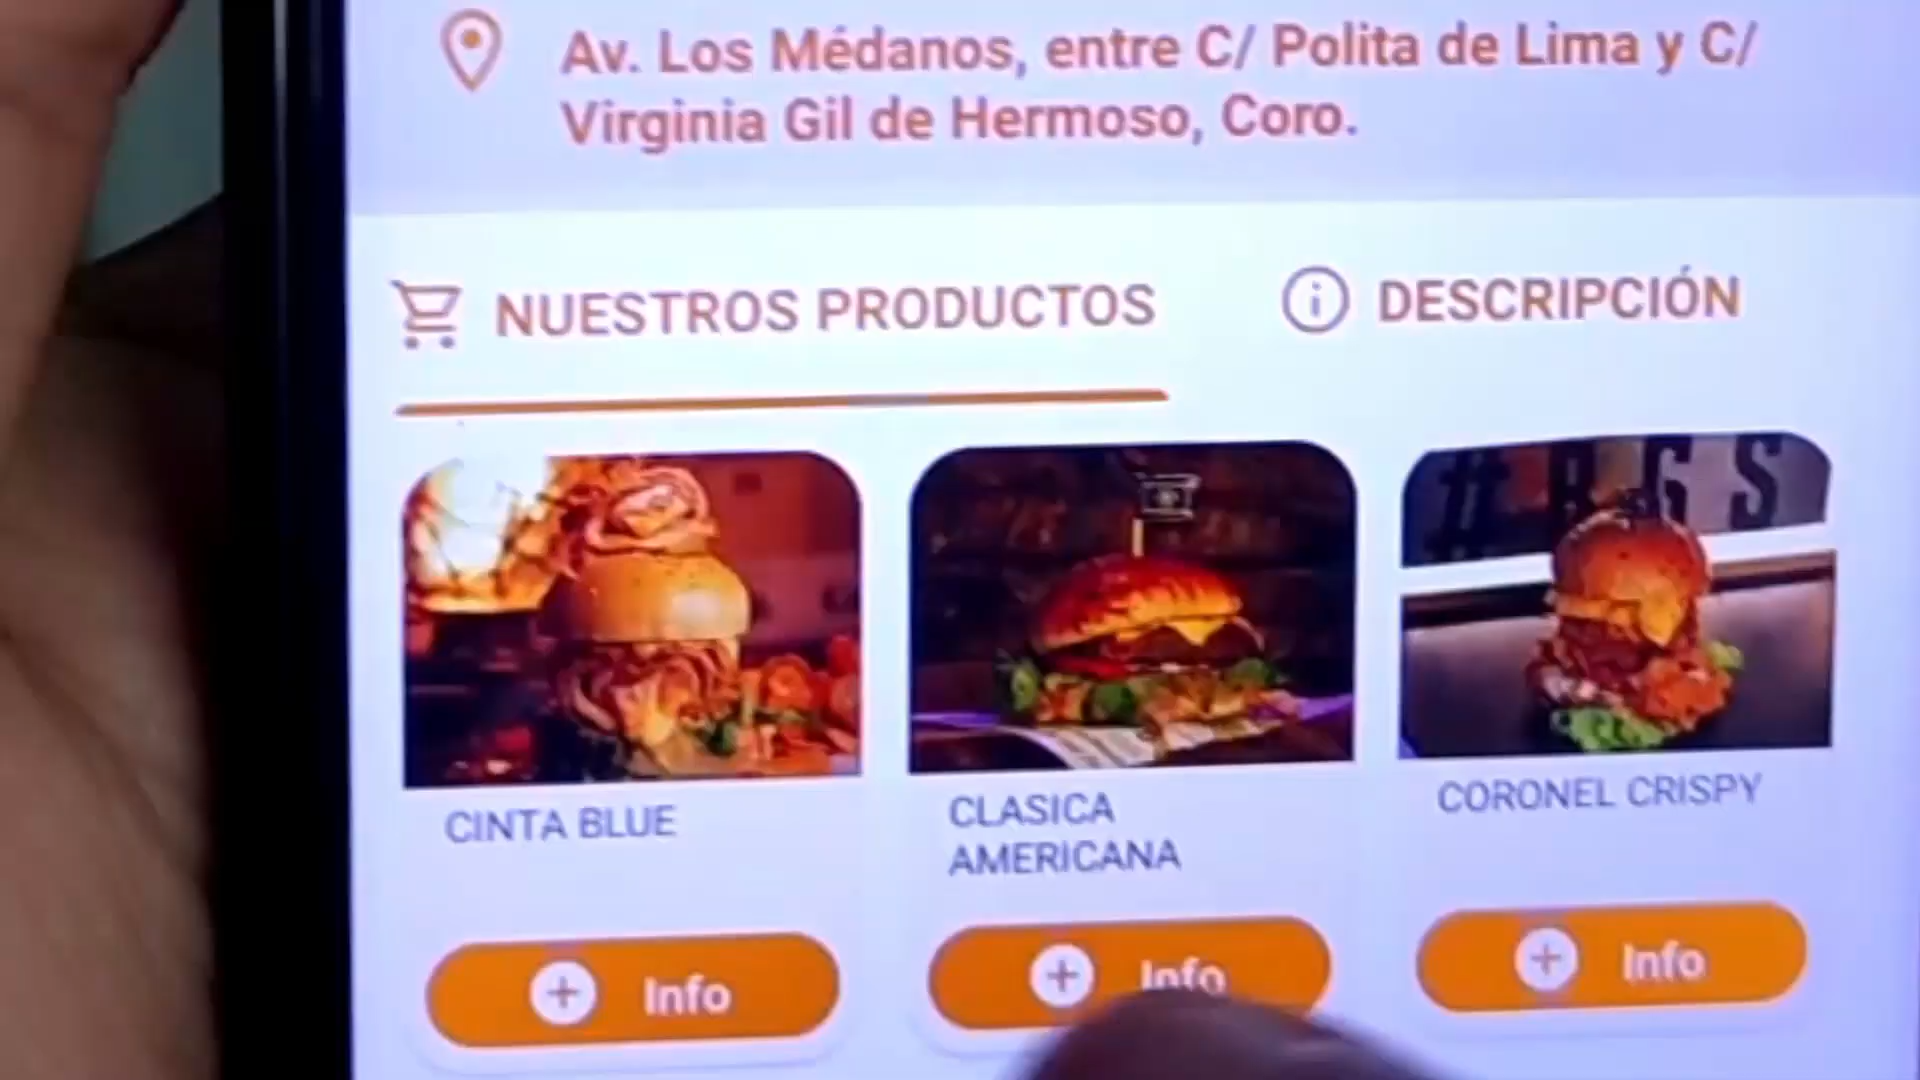 Av. Los Médanos, entre C/ Polita de Lima y C/
Virginia Gil de Hermoso, Coro.
NUESTROS PRODUCTOS
DESCRIPCIÓN
# BGS
CINTA BLUE
CLASICA
AMERICANA
CORONEL CRISPY
Info
Info
Info